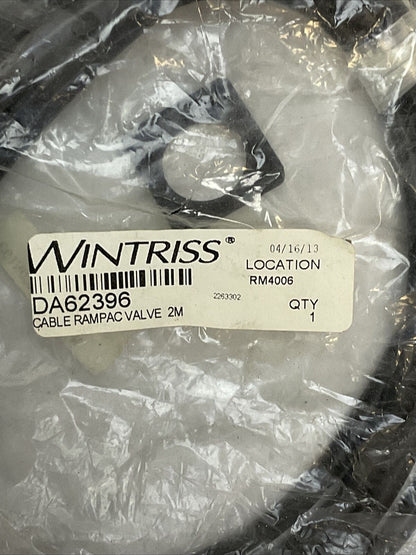 WINTRISS®
04/16/13
LOCATION
RM4006
DA62396
2263302
QTY
CABLE RAMPAC VALVE 2M
1